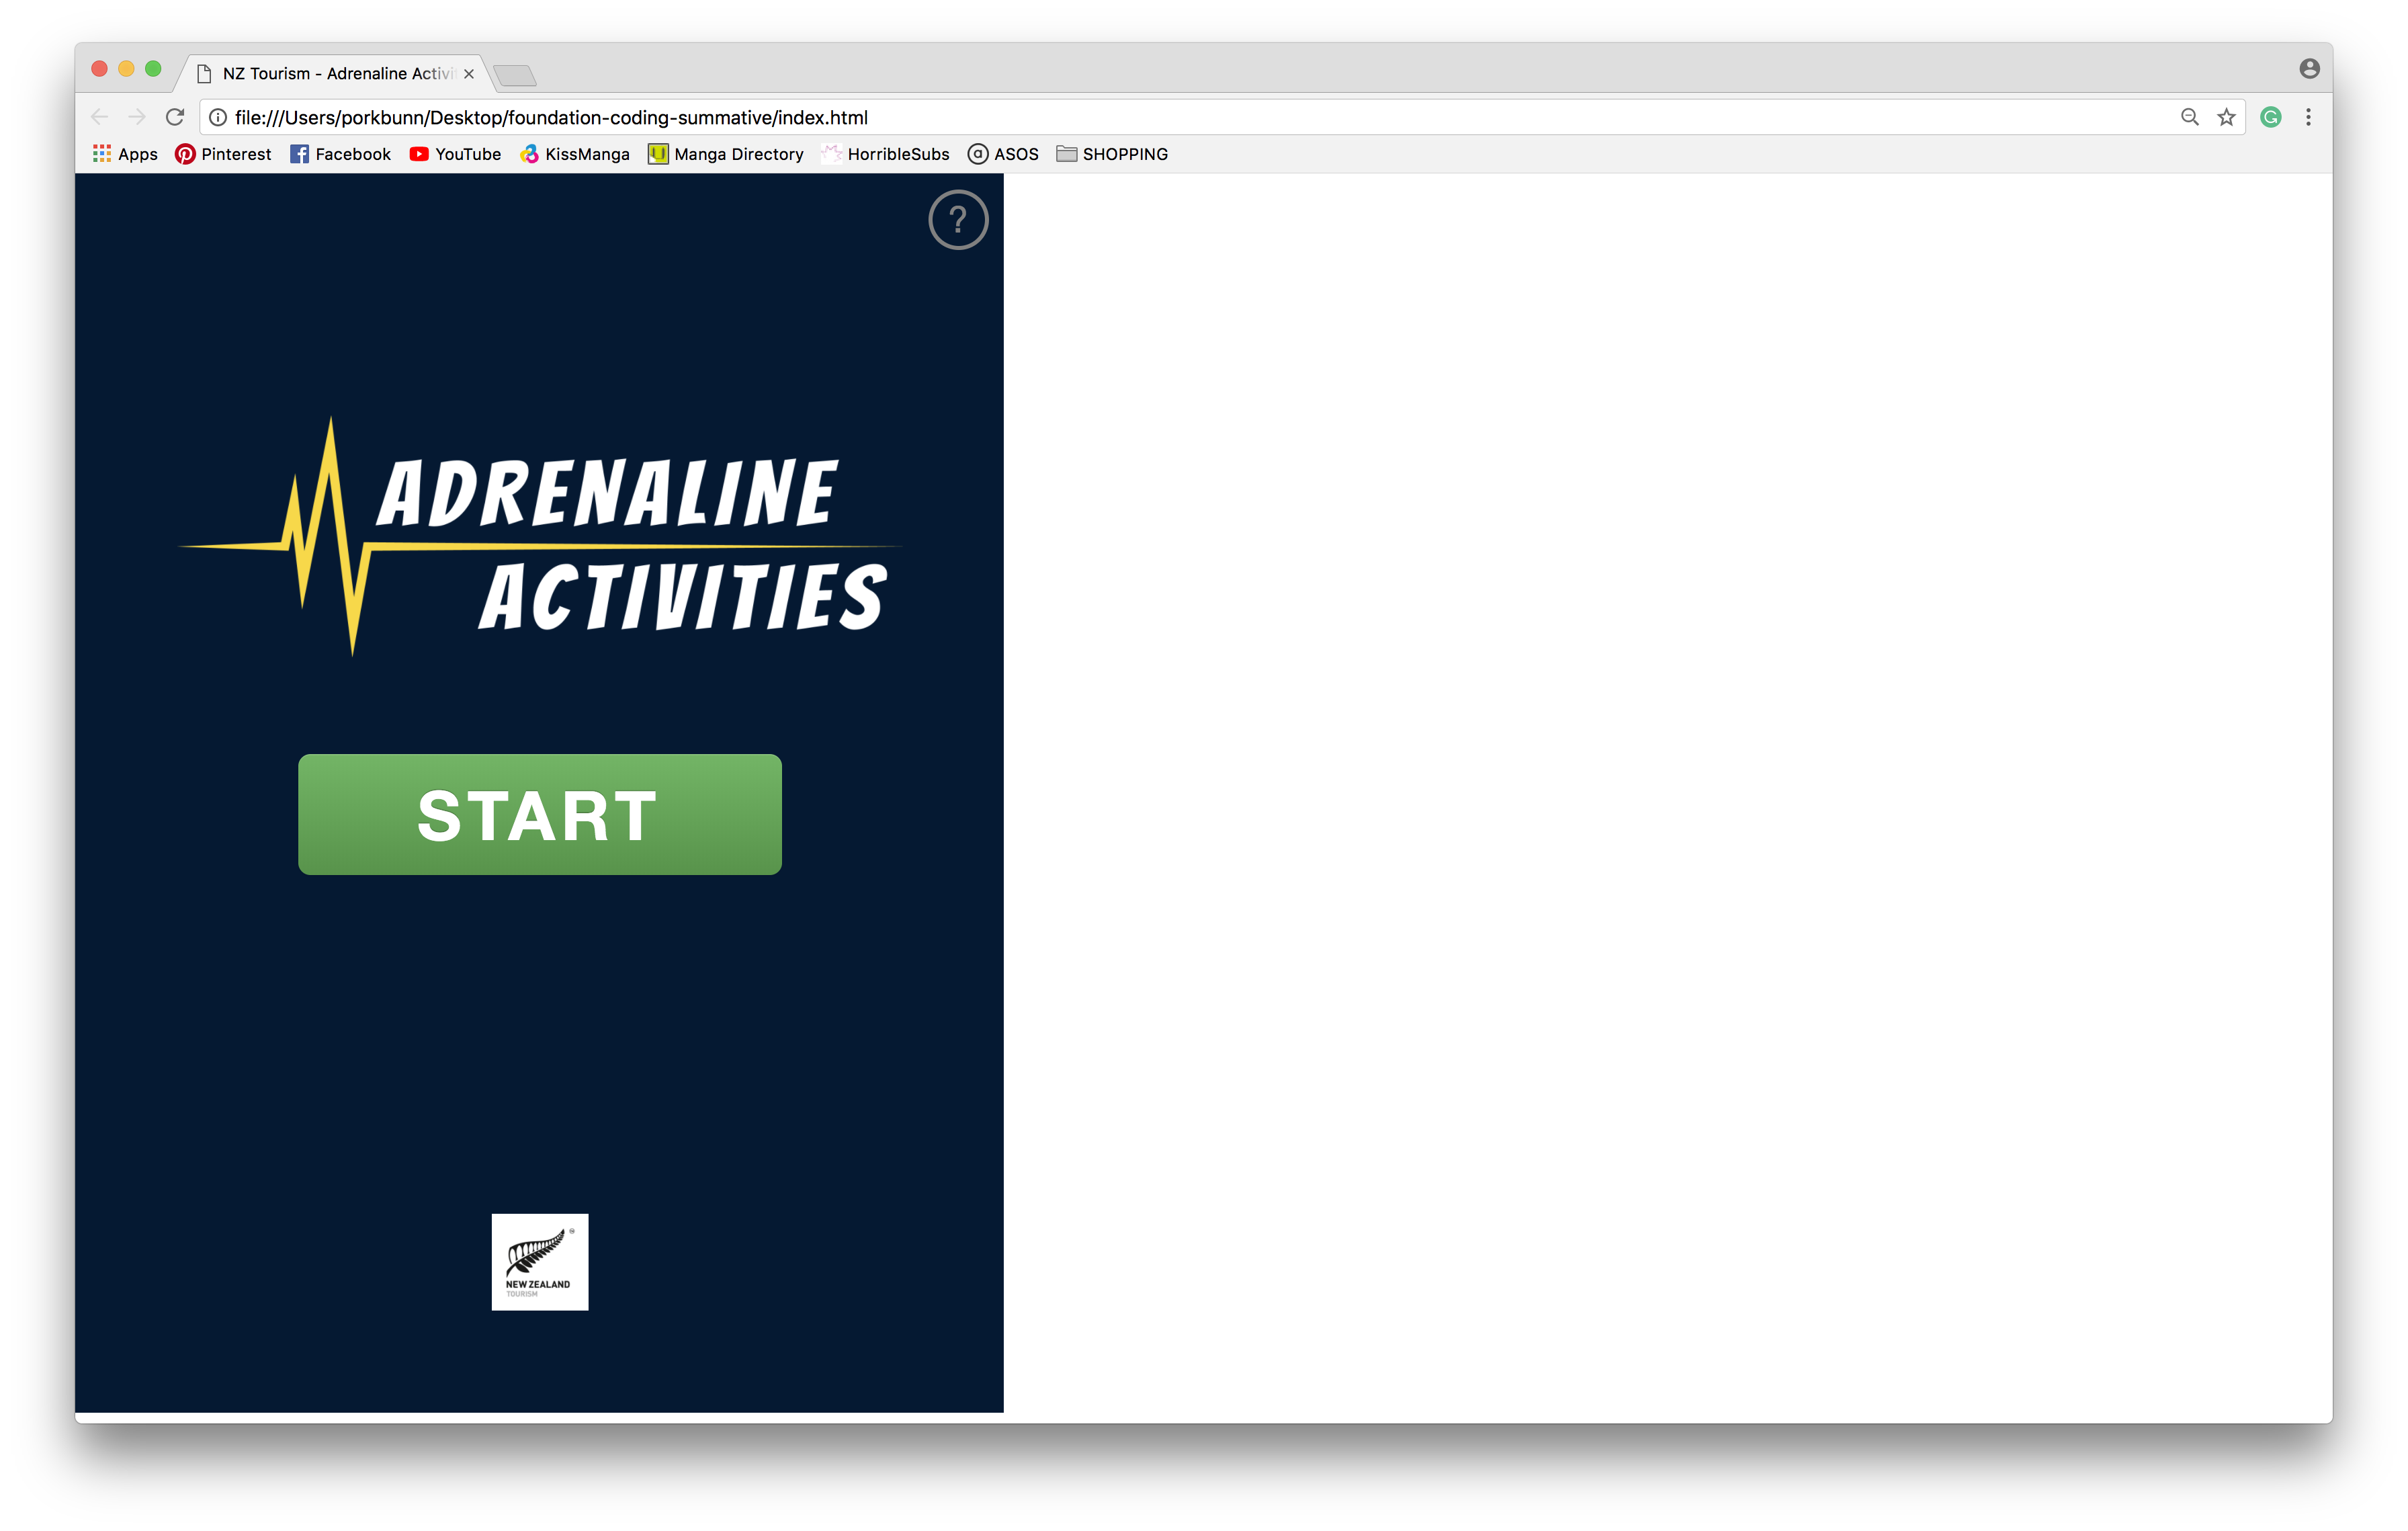 NZ Tourism - Adrenaline Activi
file:///Users/porkbunn/Desktop/foundation-coding-summative/index.html
Apps Pinterest Facebook YouTube KissManga Manga Directory HorribleSubs ASOS SHOPPING
?
ADRENALINE
ACTIVITIES
START
NEW ZEALAND
TOURISM